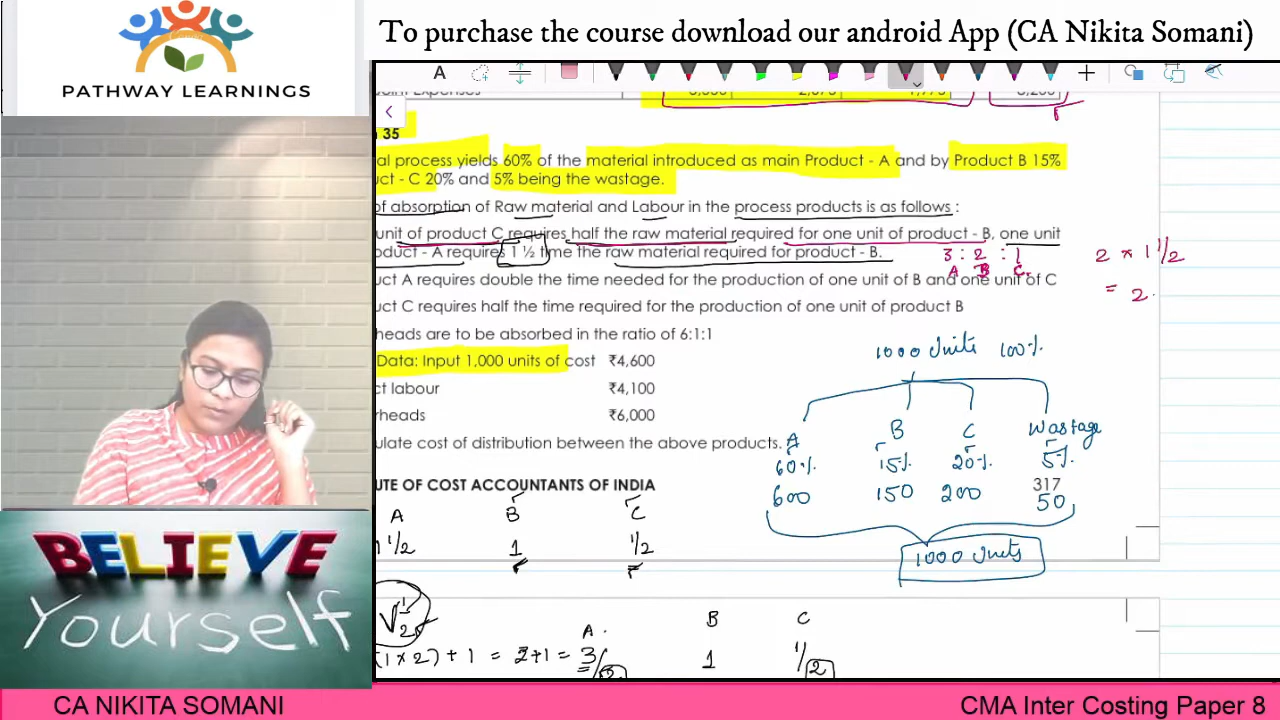 To purchase the course download our android App (CA Nikita Somani)
PATHWAY LEARNINGS
A
35
al process yields 60% of the material introduced as main Product - A and by Product B 15%
uct - C 20% and 5% being the wastage.
of absorption of Raw material and Labour in the process products is as follows :
unit of product C requires half the raw material required for one unit of product - B, one unit
oduct - A requires 1 ½ time the raw material required for product - B.
3 : 2 : 1
A B C
2 * 1 1/2
= 2
uct A requires double the time needed for the production of one unit of B and one unit of C
uct C requires half the time required for the production of one unit of product B
heads are to be absorbed in the ratio of 6:1:1
Data: Input 1,000 units of cost ₹4,600
ct labour ₹4,100
rheads ₹6,000
ulate cost of distribution between the above products.
1000 Units 100%
A B C Wastage
60% 15% 20% 5%
317
600 150 200 50
1000 Units
UTE OF COST ACCOUNTANTS OF INDIA
A B C
1 1/2 1 1/2
A B C
(1 x 2) + 1 = 2+1 = 3/2 1 1/2
BELIEVE
Yourself
CA NIKITA SOMANI
CMA Inter Costing Paper 8